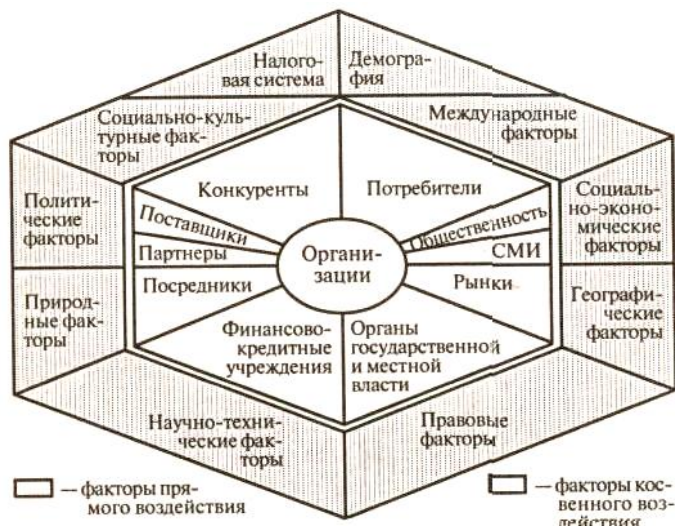 Налого-
вая система
Демогра-
фия
Социально-куль-
турные фак-
торы
Международные
факторы
Конкуренты
Потребители
Полити-
ческие
факторы
Поставщики
Общественность
Социаль-
но-эконо-
мические
факторы
Партнеры
Органи-
зации
СМИ
Посредники
Рынки
Природ-
ные фак-
торы
Географи-
ческие
факторы
Финансово-
кредитные
учреждения
Органы
государственной
и местной
власти
Научно-техни-
ческие фак-
торы
Правовые
факторы
— факторы пря-
мого воздействия
— факторы кос-
венного воз-
действия